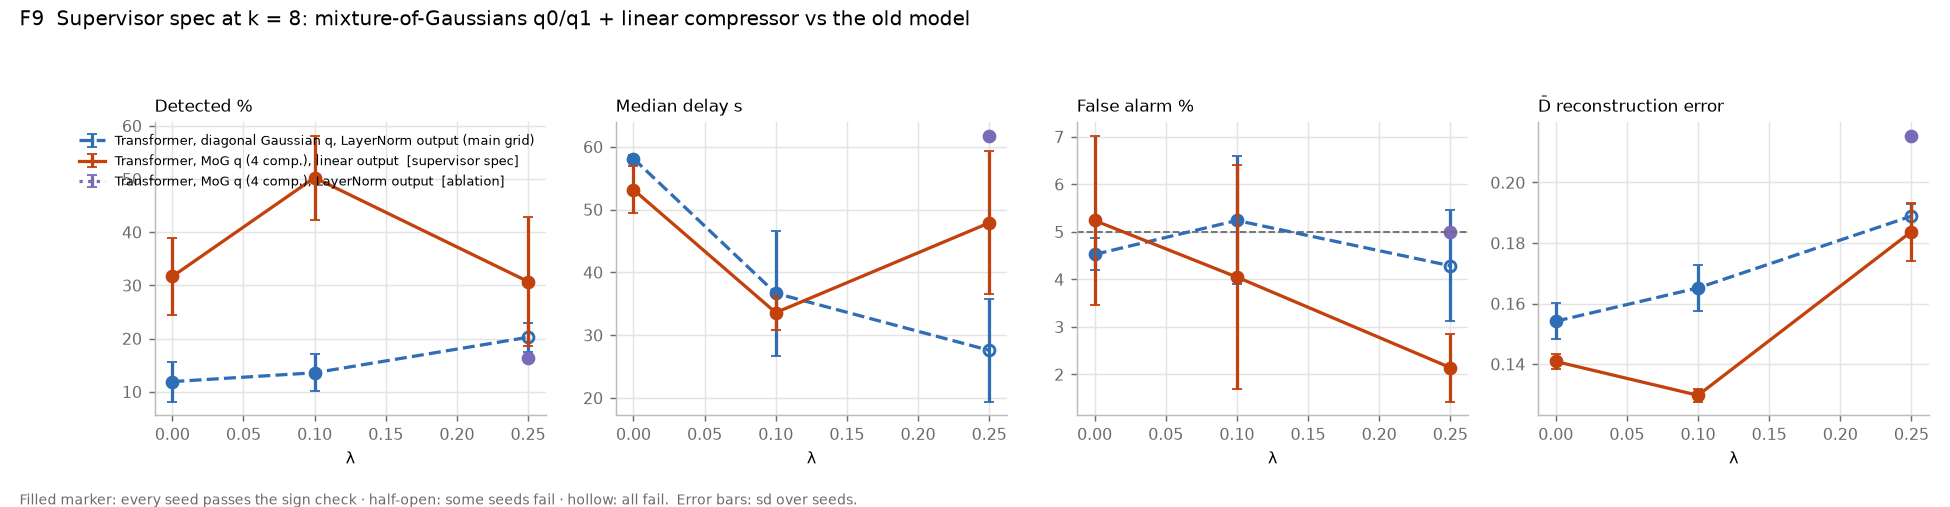 F9 Supervisor spec at k = 8: mixture-of-Gaussians q0/q1 + linear compressor vs the old model
Detected %
60
50
40
30
20
10
0.00 0.05 0.10 0.15 0.20 0.25
λ
Transformer, diagonal Gaussian q, LayerNorm output (main grid)
Transformer, MoG q (4 comp.), linear output [supervisor spec]
Transformer, MoG q (4 comp.), LayerNorm output [ablation]
Median delay s
60
50
40
30
20
0.00 0.05 0.10 0.15 0.20 0.25
λ
False alarm %
7
6
5
4
3
2
0.00 0.05 0.10 0.15 0.20 0.25
λ
D̄ reconstruction error
0.20
0.18
0.16
0.14
0.00 0.05 0.10 0.15 0.20 0.25
λ
Filled marker: every seed passes the sign check · half-open: some seeds fail · hollow: all fail. Error bars: sd over seeds.